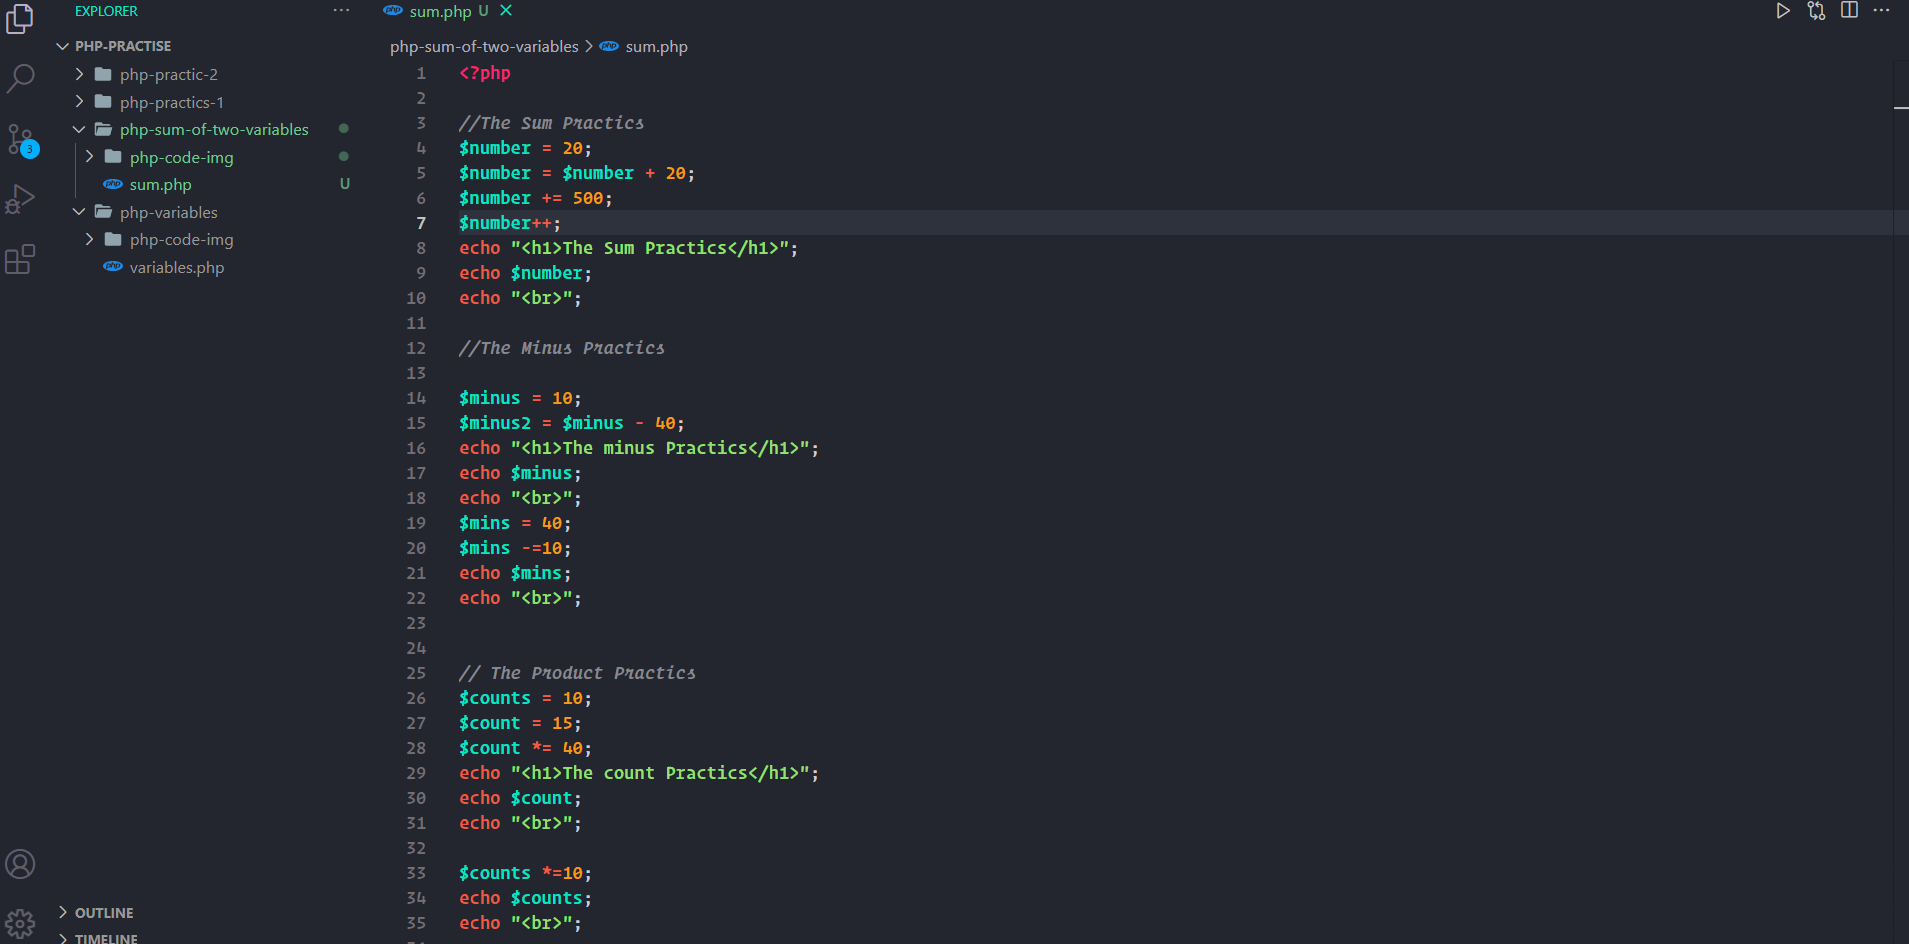 EXPLORER
PHP-PRACTISE
php-practic-2
php-practics-1
php-sum-of-two-variables
php-code-img
php sum.php U
php-variables
php-code-img
php variables.php
OUTLINE
TIMELINE
3
php sum.php U
php-sum-of-two-variables > php sum.php
1 <?php
2
3 //The Sum Practics
4 $number = 20;
5 $number = $number + 20;
6 $number += 500;
7 $number++;
8 echo "<h1>The Sum Practics</h1>";
9 echo $number;
10 echo "<br>";
11
12 //The Minus Practics
13
14 $minus = 10;
15 $minus2 = $minus - 40;
16 echo "<h1>The minus Practics</h1>";
17 echo $minus;
18 echo "<br>";
19 $mins = 40;
20 $mins -=10;
21 echo $mins;
22 echo "<br>";
23
24
25 // The Product Practics
26 $counts = 10;
27 $count = 15;
28 $count *= 40;
29 echo "<h1>The count Practics</h1>";
30 echo $count;
31 echo "<br>";
32
33 $counts *=10;
34 echo $counts;
35 echo "<br>";